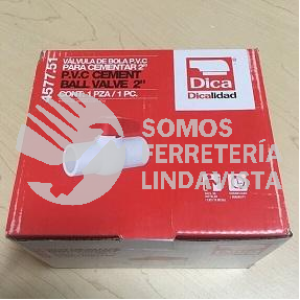 4577.51
VÁLVULA DE BOLA P.V.C
PARA CEMENTAR 2"
P.V.C CEMENT
BALL VALVE 2"
CONT. 1 PZA / 1 PC.
Dica
Dicalidad
SOMOS
FERRETERÍA
LINDAVISTA